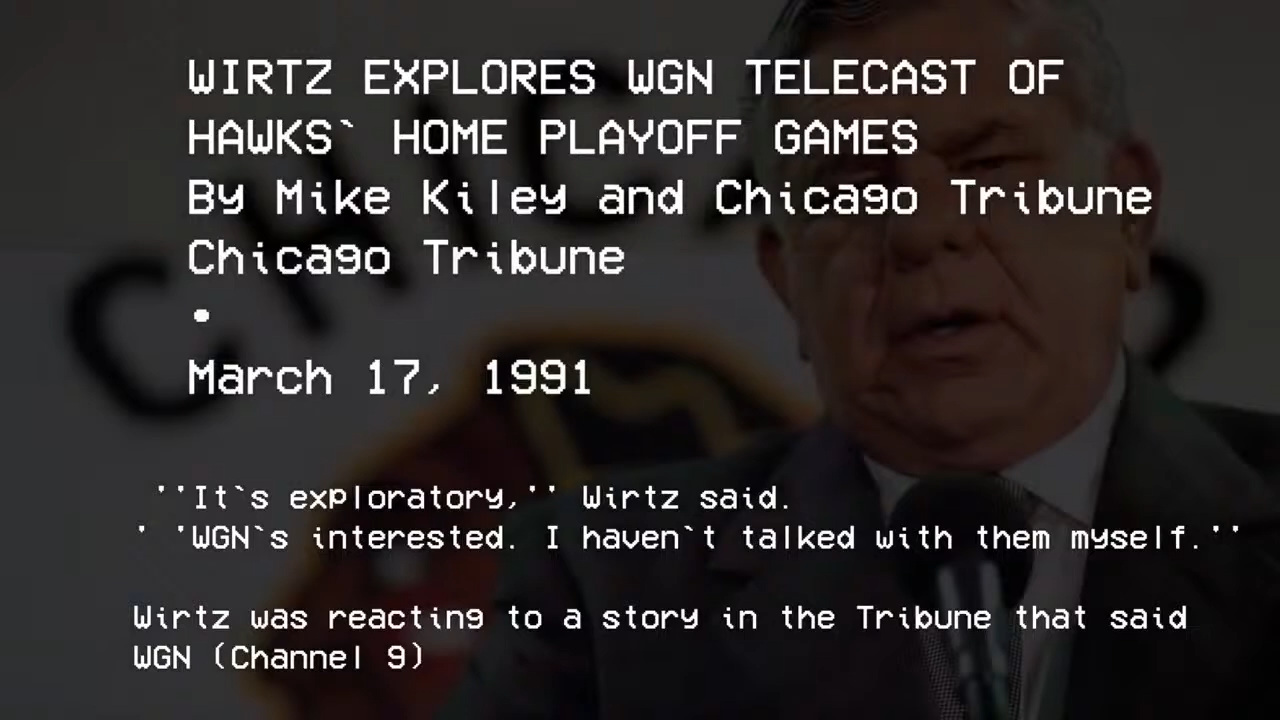 WIRTZ EXPLORES WGN TELECAST OF
HAWKS` HOME PLAYOFF GAMES
By Mike Kiley and Chicago Tribune
Chicago Tribune
•
March 17, 1991
''It`s exploratory,'' Wirtz said.
' 'WGN`s interested. I haven`t talked with them myself.''
Wirtz was reacting to a story in the Tribune that said
WGN (Channel 9)